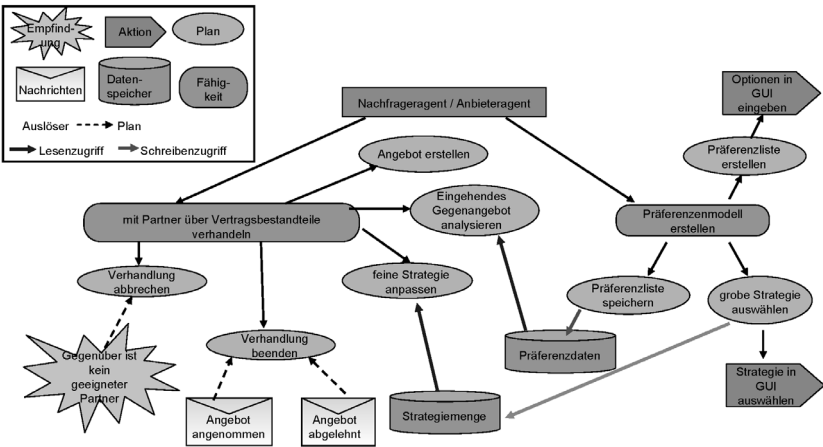 Empfind-
ung
Aktion
Plan
Nachrichten
Daten-
speicher
Fähig-
keit
Auslöser
Plan
Lesenzugriff
Schreibenzugriff
Nachfrageragent / Anbieteragent
Optionen in
GUI
eingeben
Angebot erstellen
Präferenzliste
erstellen
Eingehendes
Gegenangebot
analysieren
mit Partner über Vertragsbestandteile
verhandeln
Präferenzenmodell
erstellen
Verhandlung
abbrechen
feine Strategie
anpassen
Präferenzliste
speichern
grobe Strategie
auswählen
Gegenüber ist
kein
geeigneter
Partner
Verhandlung
beenden
Präferenzdaten
Strategie in
GUI
auswählen
Angebot
angenommen
Angebot
abgelehnt
Strategiemenge